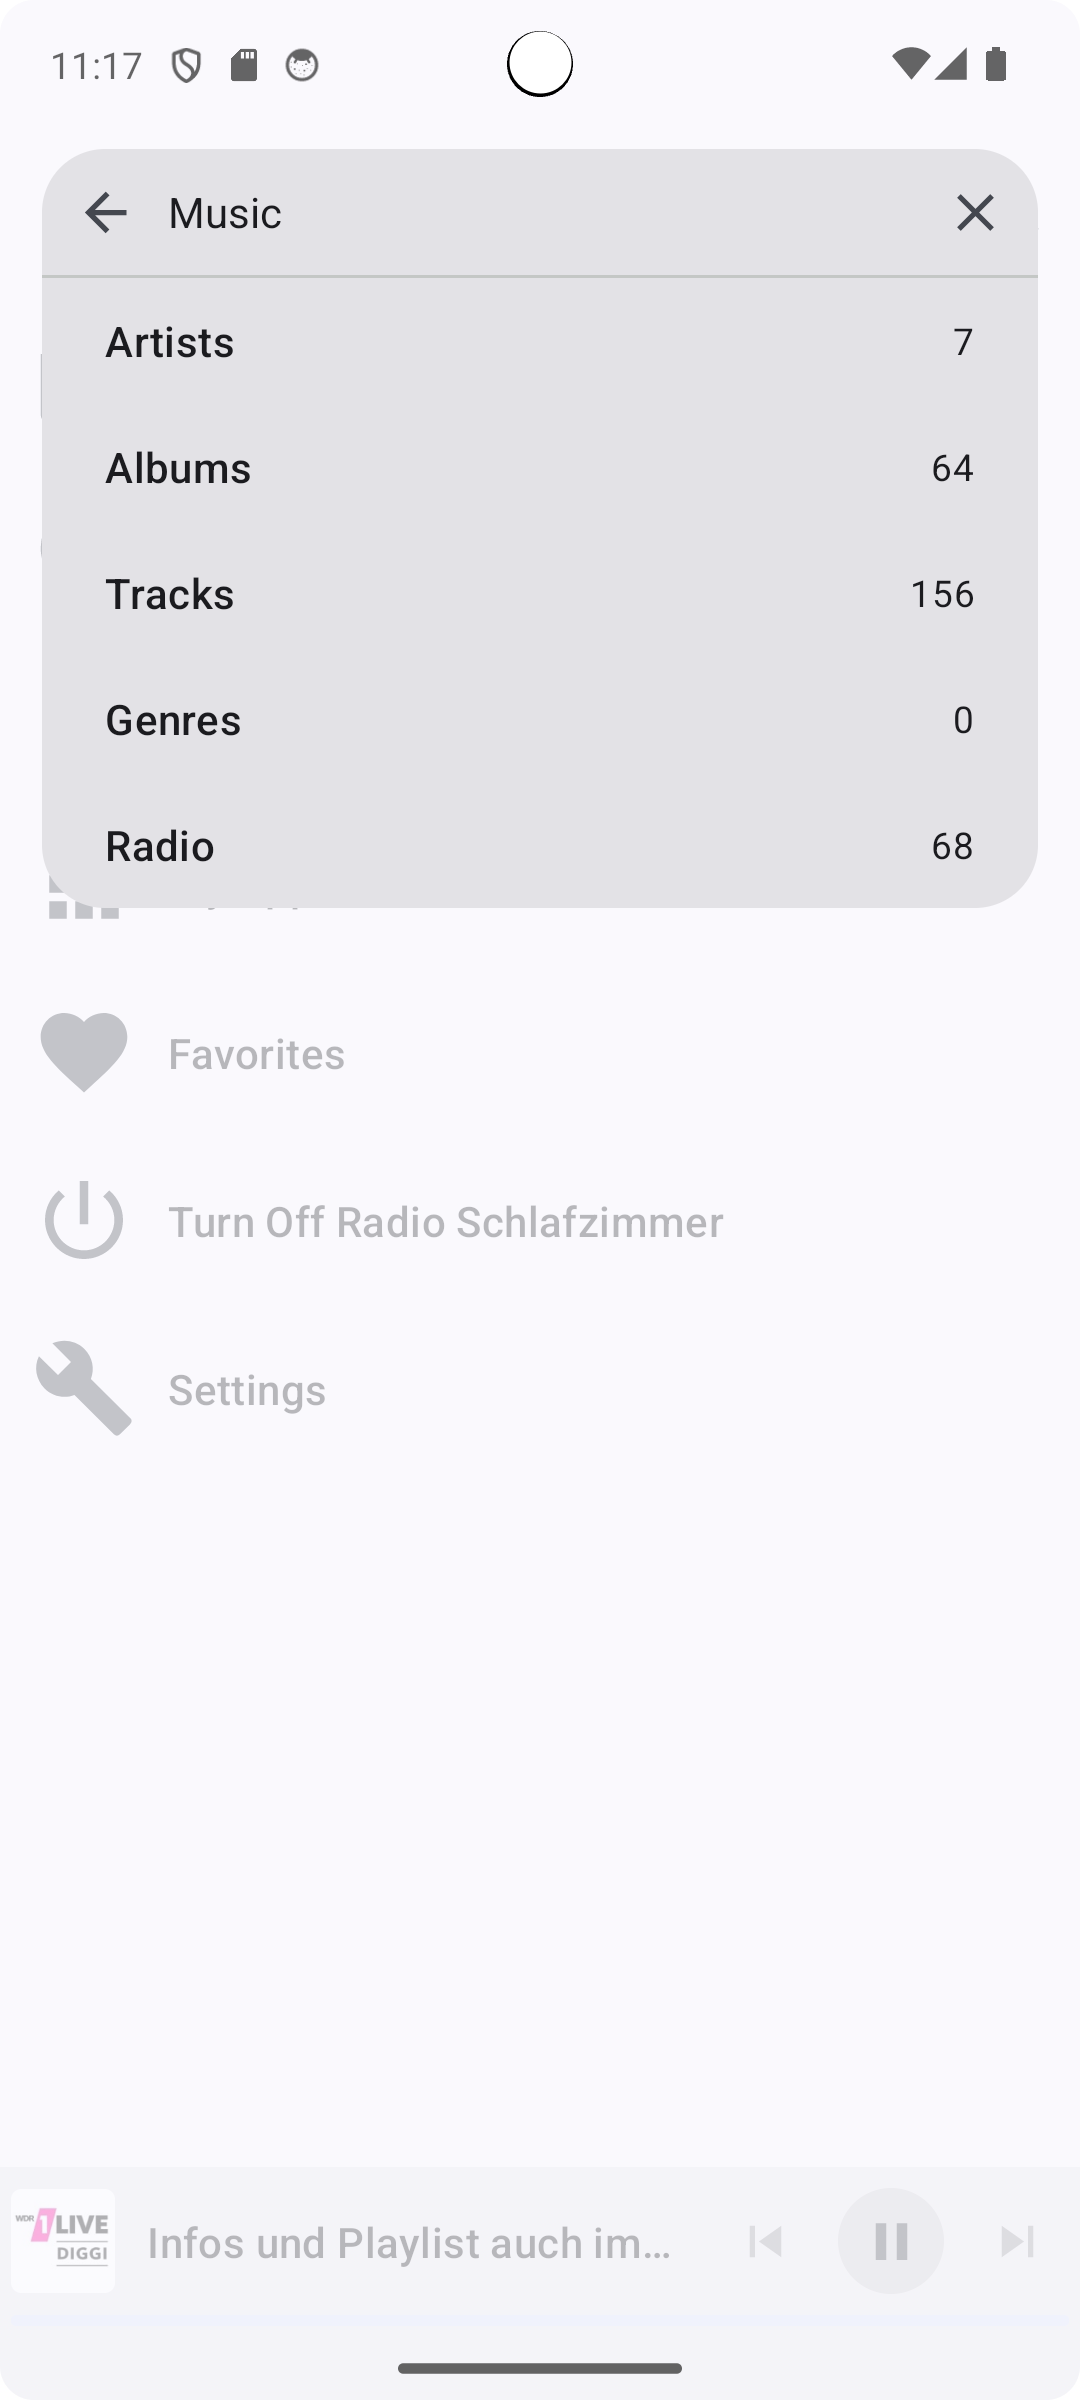 11:17
Music
Artists 7
Albums 64
Tracks 156
Genres 0
Radio 68
Favorites
Turn Off Radio Schlafzimmer
Settings
WDR 1LIVE
DIGGI
Infos und Playlist auch im...